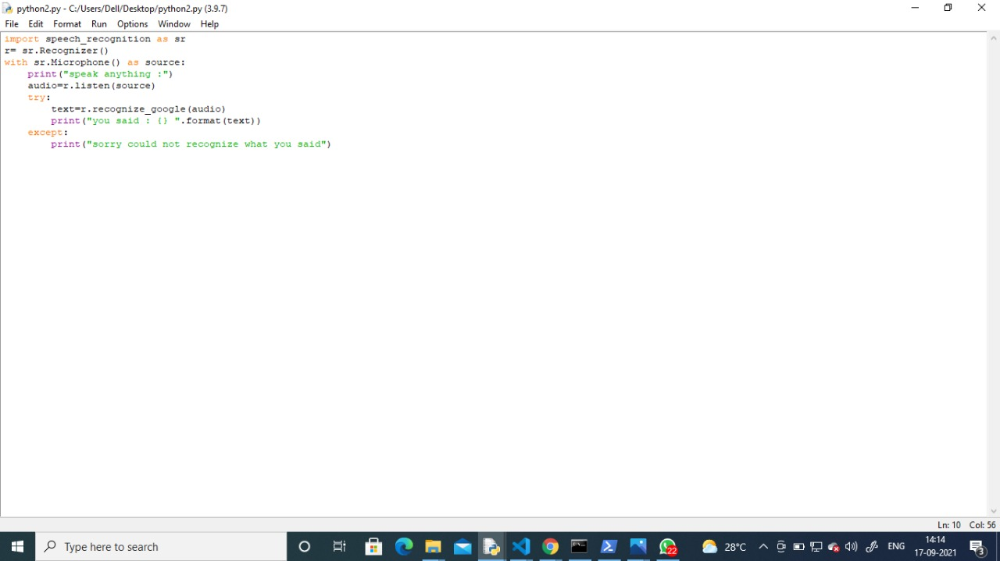 python2.py - C:/Users/Dell/Desktop/python2.py (3.9.7)
File Edit Format Run Options Window Help
import speech_recognition as sr
r= sr.Recognizer()
with sr.Microphone() as source:
    print("speak anything :")
    audio=r.listen(source)
    try:
        text=r.recognize_google(audio)
        print("you said : {} ".format(text))
    except:
        print("sorry could not recognize what you said")
Ln: 10 Col: 56
Type here to search
22
28°C
ENG
14:14
17-09-2021
3